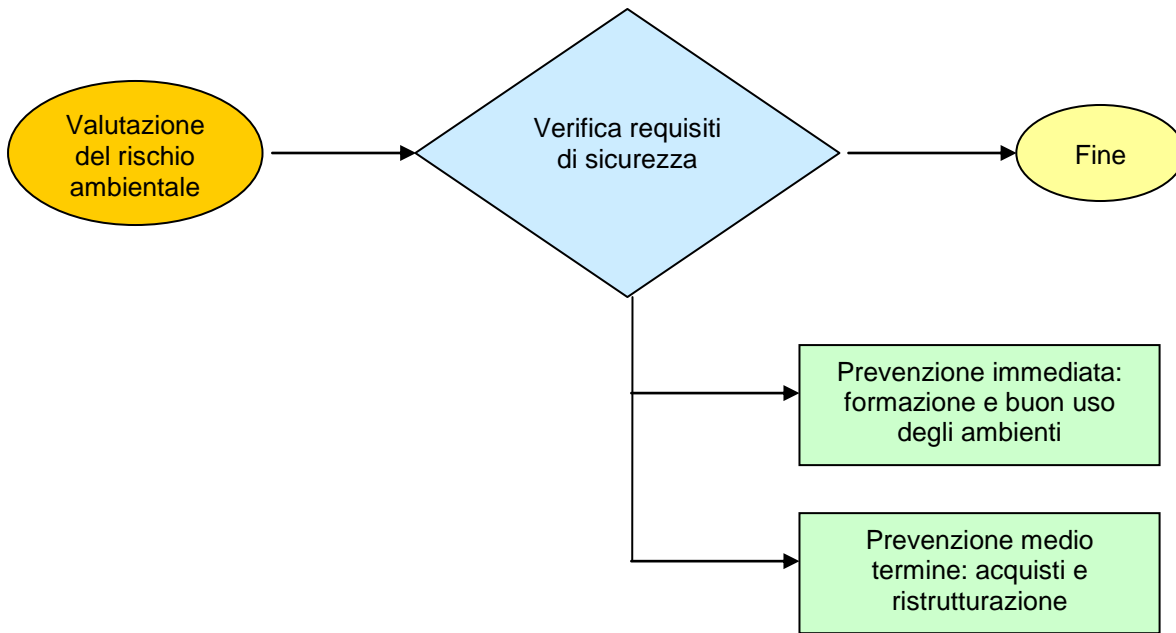 Valutazione
del rischio
ambientale
Verifica requisiti
di sicurezza
Fine
Prevenzione immediata:
formazione e buon uso
degli ambienti
Prevenzione medio
termine: acquisti e
ristrutturazione